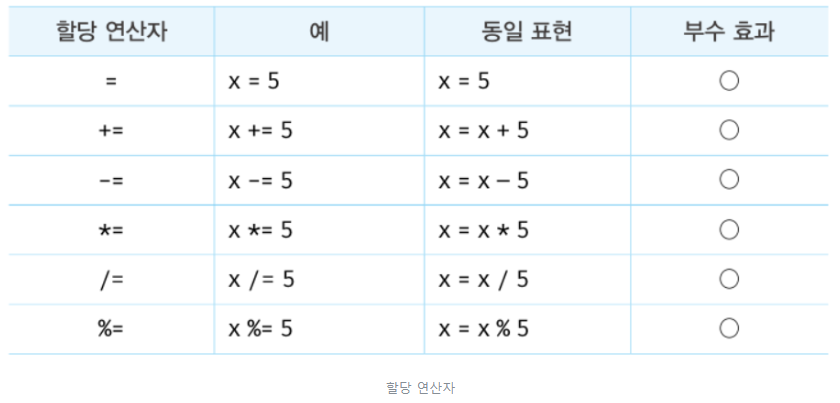 할당 연산자 예 동일 표현 부수 효과
= x = 5 x = 5 ○
+= x += 5 x = x + 5 ○
-= x -= 5 x = x – 5 ○
*= x *= 5 x = x * 5 ○
/= x /= 5 x = x / 5 ○
%= x %= 5 x = x % 5 ○
할당 연산자